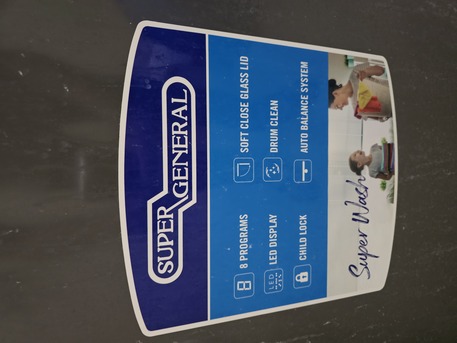 SUPER
GENERAL
8 PROGRAMS
SOFT CLOSE GLASS LID
LED
LED DISPLAY
DRUM CLEAN
CHILD LOCK
AUTO BALANCE SYSTEM
Super Wash